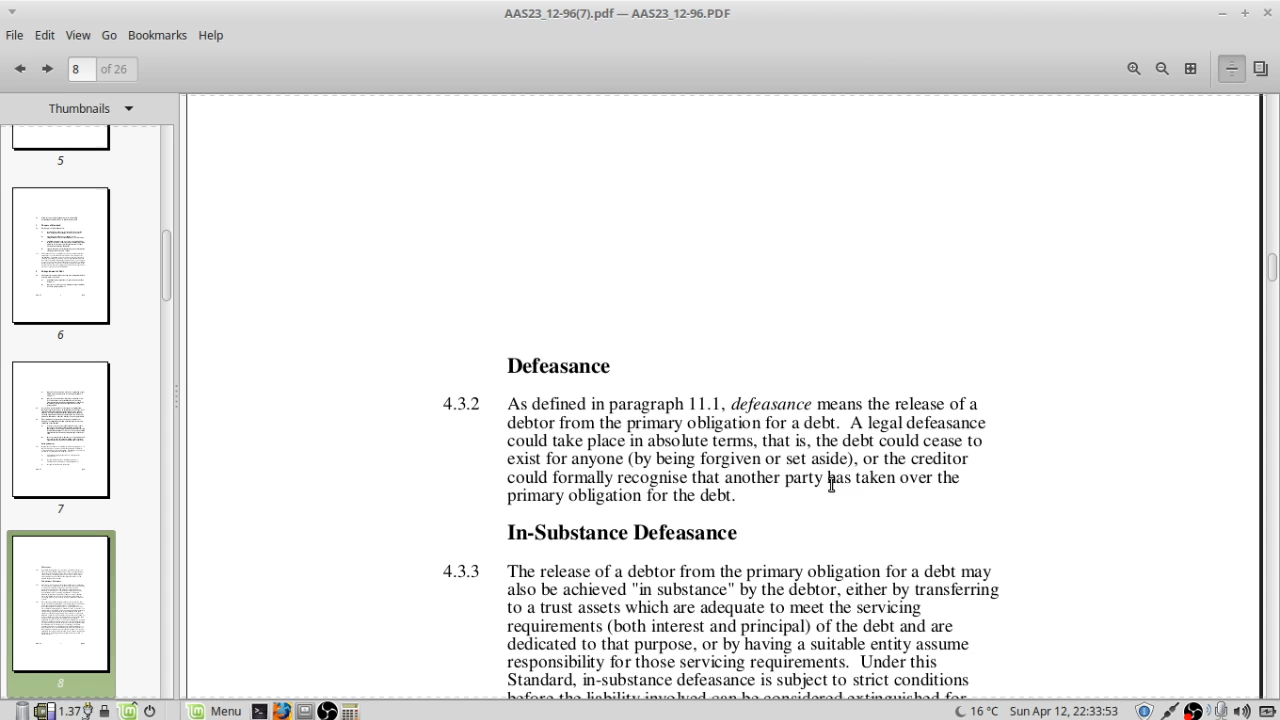 AAS23_12-96(7).pdf — AAS23_12-96.PDF
File Edit View Go Bookmarks Help
8 of 26
Thumbnails
5
6
7
8
Defeasance
4.3.2 As defined in paragraph 11.1, defeasance means the release of a
debtor from the primary obligation for a debt. A legal defeasance
could take place in absolute terms, that is, the debt could cease to
exist for anyone (by being forgiven or set aside), or the creditor
could formally recognise that another party has taken over the
primary obligation for the debt.
In-Substance Defeasance
4.3.3 The release of a debtor from the primary obligation for a debt may
also be achieved "in substance" by the debtor, either by transferring
to a trust assets which are adequate to meet the servicing
requirements (both interest and principal) of the debt and are
dedicated to that purpose, or by having a suitable entity assume
responsibility for those servicing requirements. Under this
Standard, in-substance defeasance is subject to strict conditions
before the liability involved can be considered extinguished for
1.37 Menu 16 °C Sun Apr 12, 22:33:53